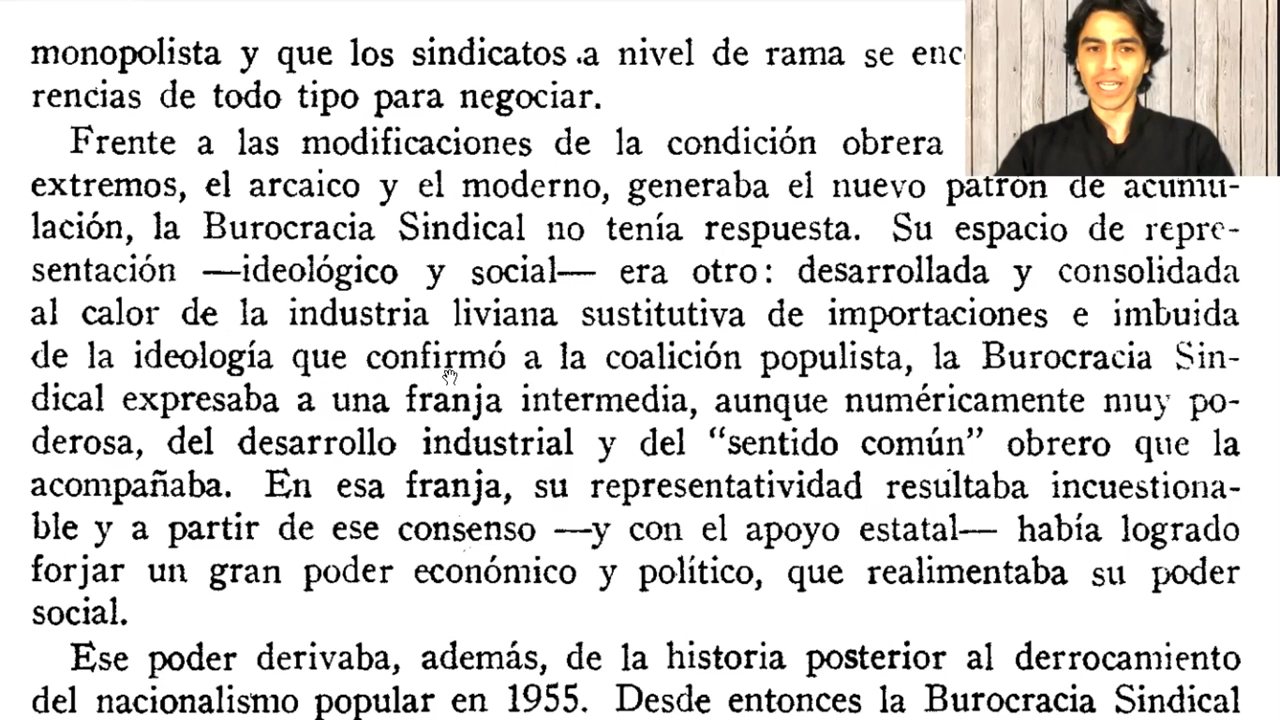 monopolista y que los sindicatos a nivel de rama se
rencias de todo tipo para negociar.
Frente a las modificaciones de la condición obrera
extremos, el arcaico y el moderno, generaba el nuevo patrón de acumu-
lación, la Burocracia Sindical no tenía respuesta. Su espacio de repre-
sentación —ideológico y social— era otro: desarrollada y consolidada
al calor de la industria liviana sustitutiva de importaciones e imbuida
de la ideología que confirmó a la coalición populista, la Burocracia Sin-
dical expresaba a una franja intermedia, aunque numéricamente muy po-
derosa, del desarrollo industrial y del “sentido común” obrero que la
acompañaba. En esa franja, su representatividad resultaba incuestiona-
ble y a partir de ese consenso —y con el apoyo estatal— había logrado
forjar un gran poder económico y político, que realimentaba su poder
social.
Ese poder derivaba, además, de la historia posterior al derrocamiento
del nacionalismo popular en 1955. Desde entonces la Burocracia Sindical